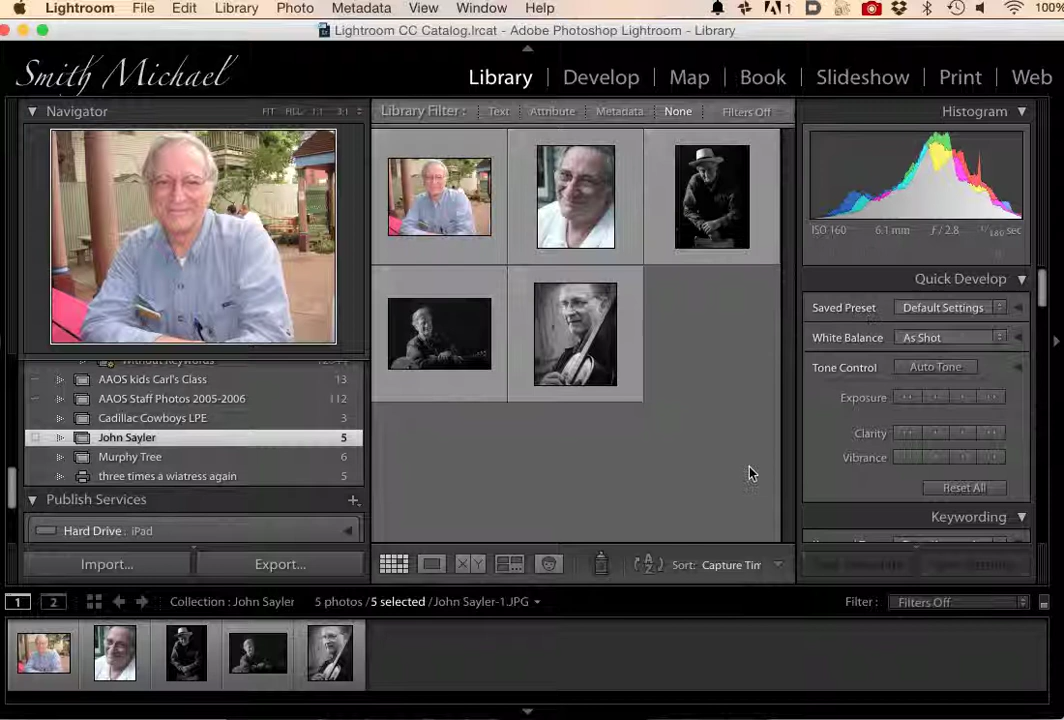 Lightroom File Edit Library Photo Metadata View Window Help 1 100%
Lightroom CC Catalog.lrcat - Adobe Photoshop Lightroom - Library
Smith Michael
Library | Develop | Map | Book | Slideshow | Print | Web
Navigator FIT FILL 1:1 3:1
Library Filter : Text Attribute Metadata None Filters Off
Histogram
ISO 160 6.1 mm ƒ / 2.8 1/180 sec
Quick Develop
Saved Preset Default Settings
White Balance As Shot
Tone Control Auto Tone
Exposure
Clarity
Vibrance
Reset All
Keywording
Without Keywords
AAOS kids Carl's Class 13
AAOS Staff Photos 2005-2006 112
Cadillac Cowboys LPE 3
John Sayler 5
Murphy Tree 6
three times a wiatress again 5
Publish Services +
Hard Drive: iPad
Import... Export...
X Y
A Z Sort: Capture Tim
1 2 Collection : John Sayler 5 photos / 5 selected / John Sayler-1.JPG Filter : Filters Off